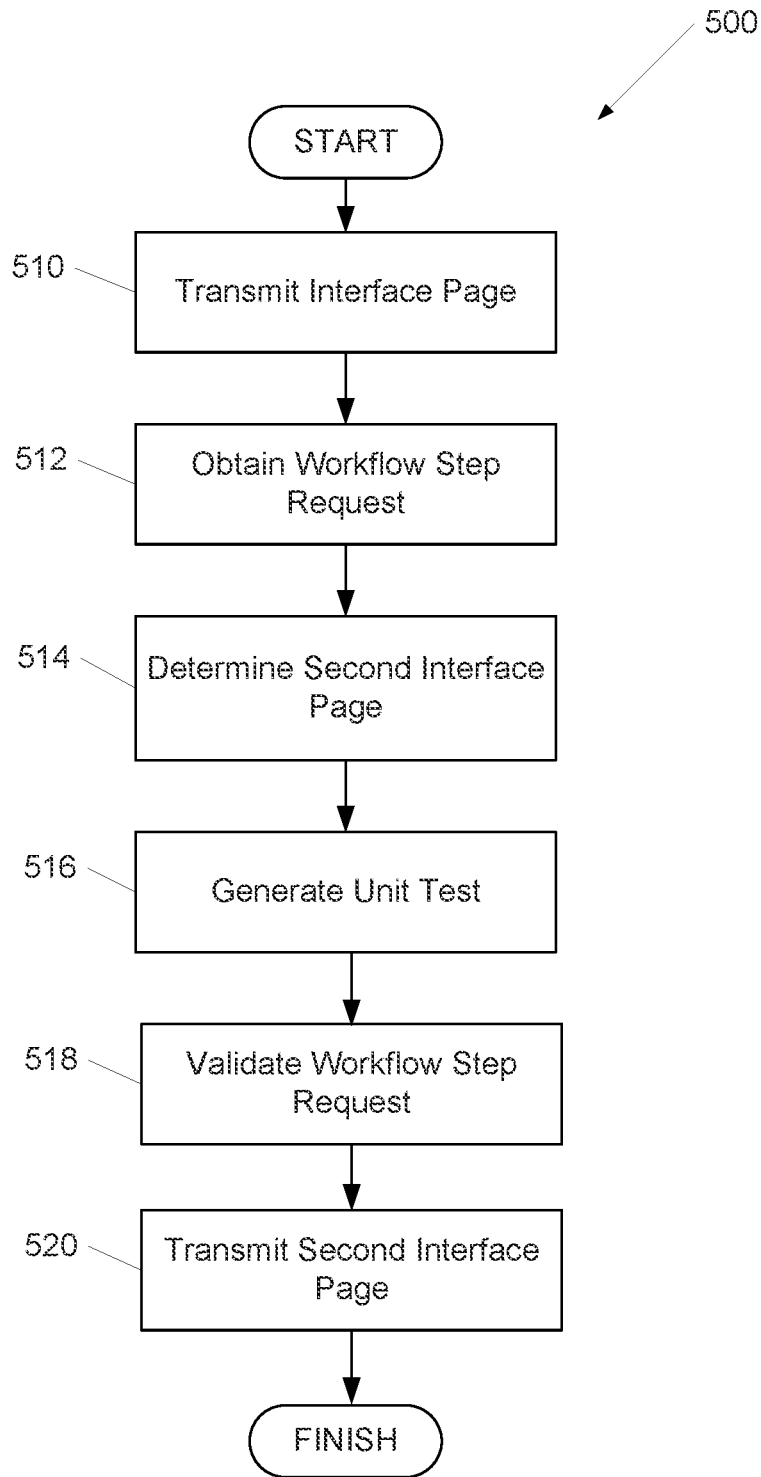 500
START
510
Transmit Interface Page
512
Obtain Workflow Step
Request
514
Determine Second Interface
Page
516
Generate Unit Test
518
Validate Workflow Step
Request
520
Transmit Second Interface
Page
FINISH